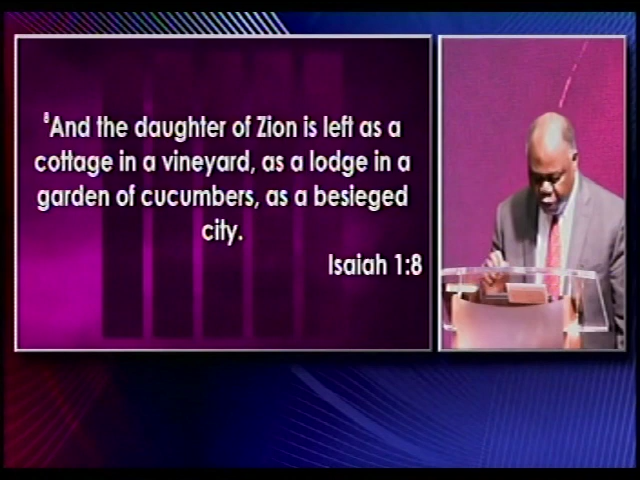 ⁸And the daughter of Zion is left as a
cottage in a vineyard, as a lodge in a
garden of cucumbers, as a besieged
city.
Isaiah 1:8